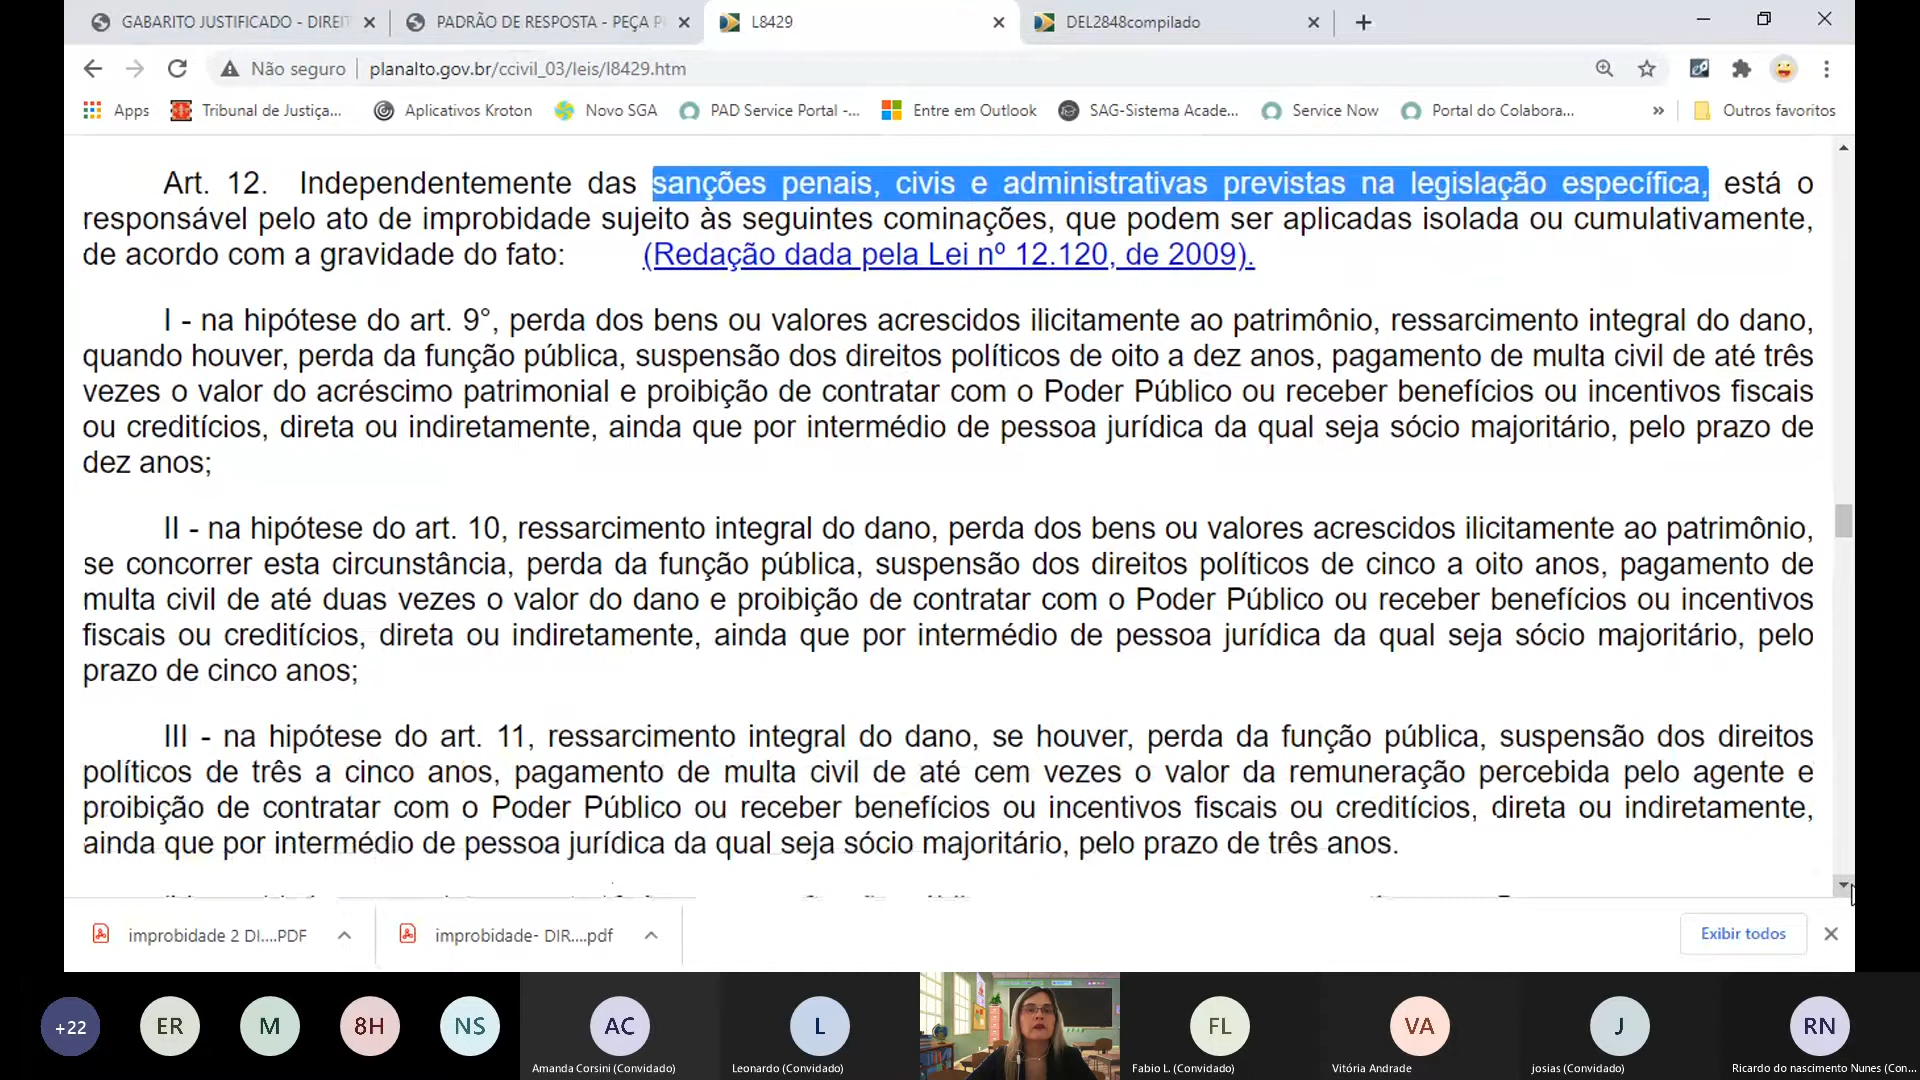 GABARITO JUSTIFICADO - DIREIT
PADRÃO DE RESPOSTA - PEÇA P
L8429
DEL2848compilado
Não seguro
planalto.gov.br/ccivil_03/leis/l8429.htm
Apps
Tribunal de Justiça...
Aplicativos Kroton
Novo SGA
PAD Service Portal -...
Entre em Outlook
SAG-Sistema Acade...
Service Now
Portal do Colabora...
»
Outros favoritos
Art. 12. Independentemente das sanções penais, civis e administrativas previstas na legislação específica, está o
responsável pelo ato de improbidade sujeito às seguintes cominações, que podem ser aplicadas isolada ou cumulativamente,
de acordo com a gravidade do fato: (Redação dada pela Lei nº 12.120, de 2009).
I - na hipótese do art. 9°, perda dos bens ou valores acrescidos ilicitamente ao patrimônio, ressarcimento integral do dano,
quando houver, perda da função pública, suspensão dos direitos políticos de oito a dez anos, pagamento de multa civil de até três
vezes o valor do acréscimo patrimonial e proibição de contratar com o Poder Público ou receber benefícios ou incentivos fiscais
ou creditícios, direta ou indiretamente, ainda que por intermédio de pessoa jurídica da qual seja sócio majoritário, pelo prazo de
dez anos;
II - na hipótese do art. 10, ressarcimento integral do dano, perda dos bens ou valores acrescidos ilicitamente ao patrimônio,
se concorrer esta circunstância, perda da função pública, suspensão dos direitos políticos de cinco a oito anos, pagamento de
multa civil de até duas vezes o valor do dano e proibição de contratar com o Poder Público ou receber benefícios ou incentivos
fiscais ou creditícios, direta ou indiretamente, ainda que por intermédio de pessoa jurídica da qual seja sócio majoritário, pelo
prazo de cinco anos;
III - na hipótese do art. 11, ressarcimento integral do dano, se houver, perda da função pública, suspensão dos direitos
políticos de três a cinco anos, pagamento de multa civil de até cem vezes o valor da remuneração percebida pelo agente e
proibição de contratar com o Poder Público ou receber benefícios ou incentivos fiscais ou creditícios, direta ou indiretamente,
ainda que por intermédio de pessoa jurídica da qual seja sócio majoritário, pelo prazo de três anos.
improbidade 2 DI....PDF
improbidade- DIR....pdf
Exibir todos
+22
ER
M
8H
NS
AC
L
FL
VA
J
RN
Amanda Corsini (Convidado)
Leonardo (Convidado)
Fabio L. (Convidado)
Vitória Andrade
josias (Convidado)
Ricardo do nascimento Nunes (Con...